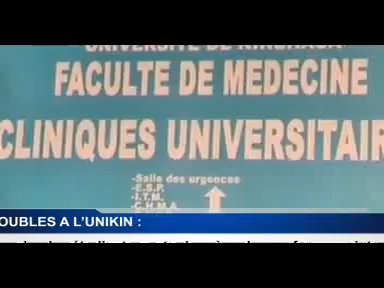 UNIVERSITE DE KINSHASA
FACULTE DE MEDECINE
CLINIQUES UNIVERSITAIR
-Salle des urgences
-E.S.P.
-I.T.M.
-C.H.M.A
OUBLES A L'UNIKIN :